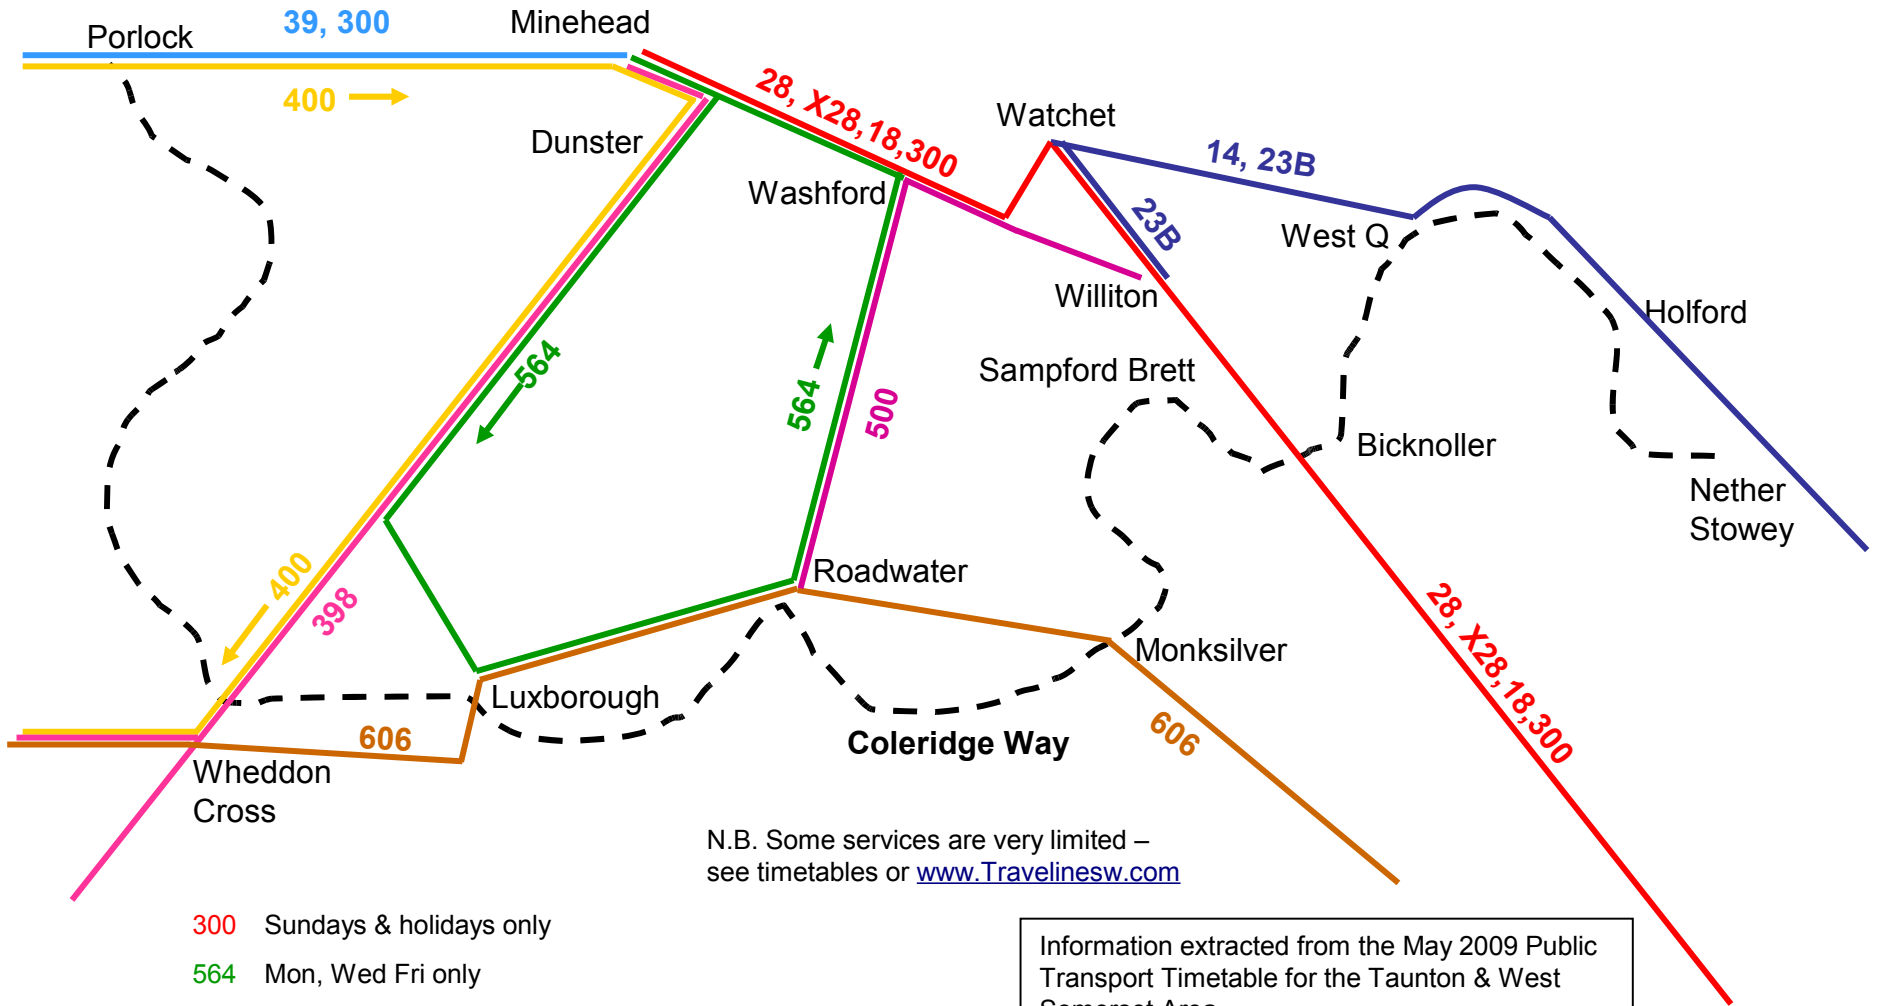 Porlock
39, 300
Minehead
400
28, X28,18,300
Watchet
14, 23B
Dunster
Washford
23B
West Q
Williton
Holford
564
Sampford Brett
564
500
Bicknoller
Nether
Stowey
400
398
Roadwater
Monksilver
28, X28,18,300
Luxborough
606
Coleridge Way
606
Wheddon
Cross
N.B. Some services are very limited –
see timetables or www.Travelinesw.com
300 Sundays & holidays only
564 Mon, Wed Fri only
Information extracted from the May 2009 Public
Transport Timetable for the Taunton & West
Somerset Area